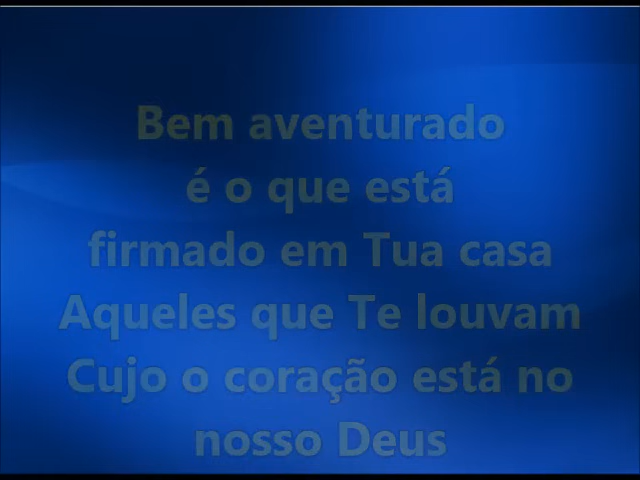 Bem aventurado
é o que está
firmado em Tua casa
Aqueles que Te louvam
Cujo o coração está no
nosso Deus